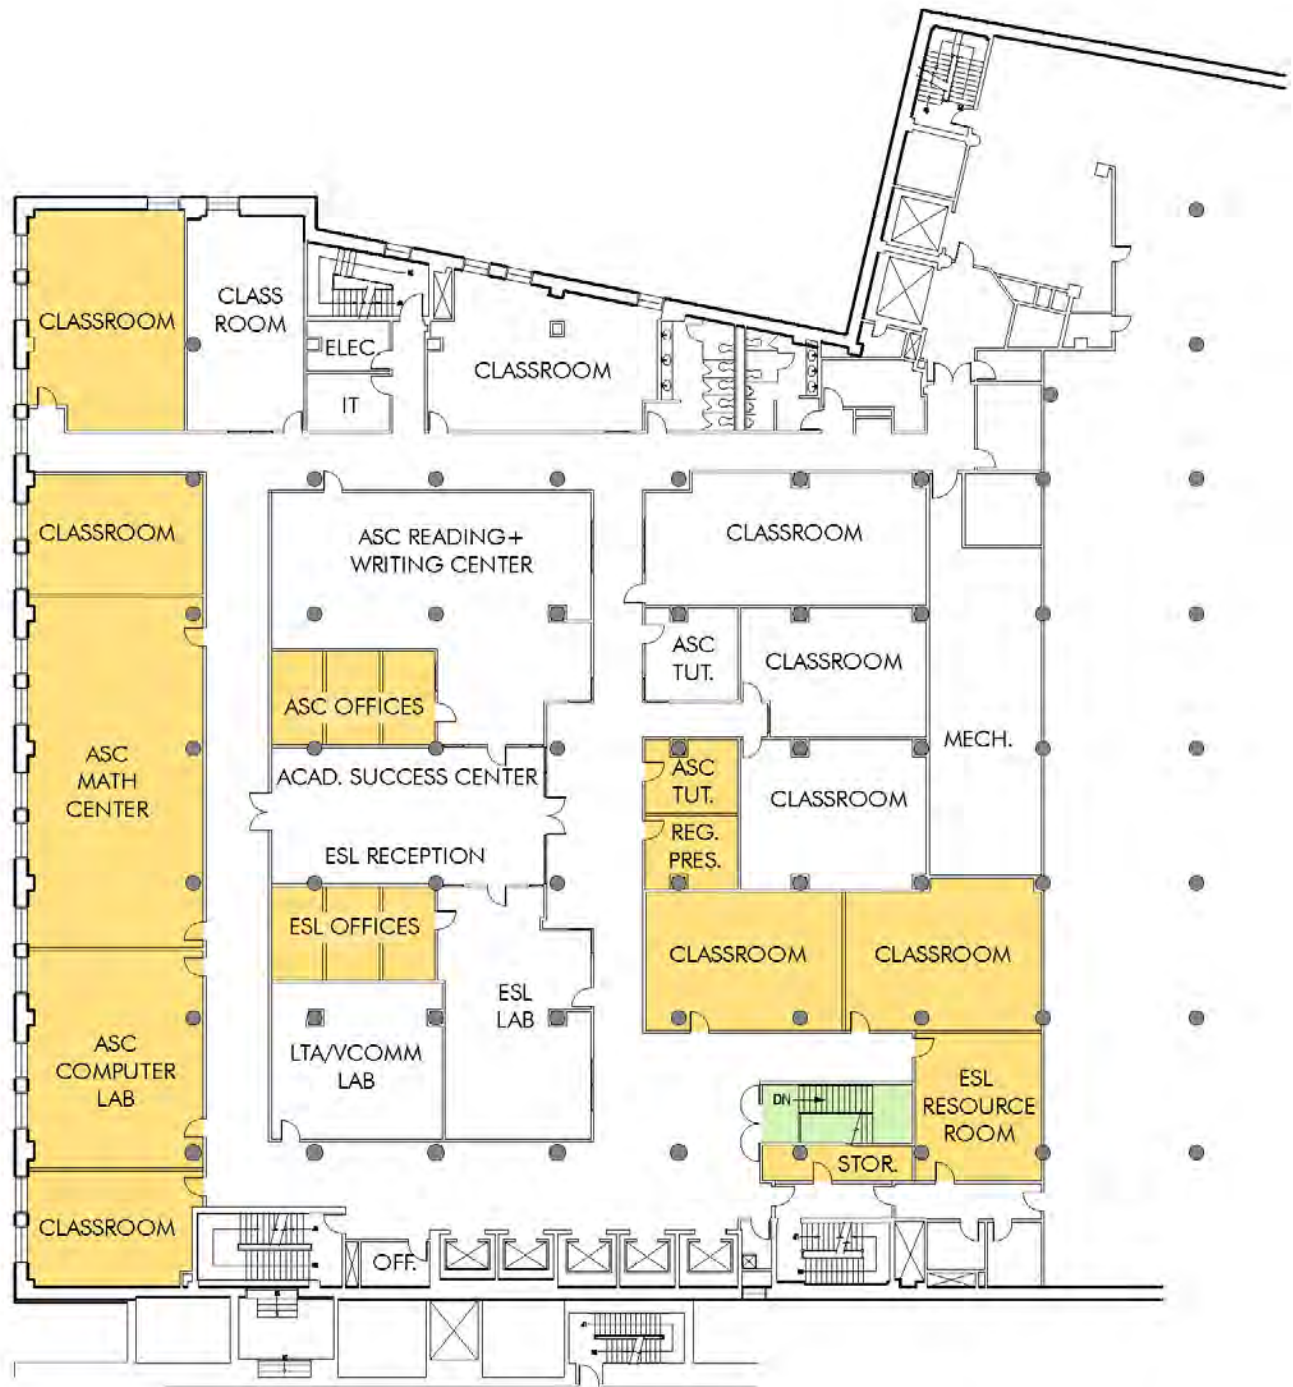 CLASSROOM
CLASS
ROOM
ELEC.
IT
CLASSROOM
CLASSROOM
ASC READING+
WRITING CENTER
CLASSROOM
ASC
TUT.
CLASSROOM
ASC OFFICES
ASC
MATH
CENTER
ACAD. SUCCESS CENTER
ESL RECEPTION
ASC
TUT.
CLASSROOM
MECH.
REG.
PRES.
ESL OFFICES
CLASSROOM
CLASSROOM
ESL
LAB
ASC
COMPUTER
LAB
LTA/VCOMM
LAB
DN
ESL
RESOURCE
ROOM
STOR.
CLASSROOM
OFF.